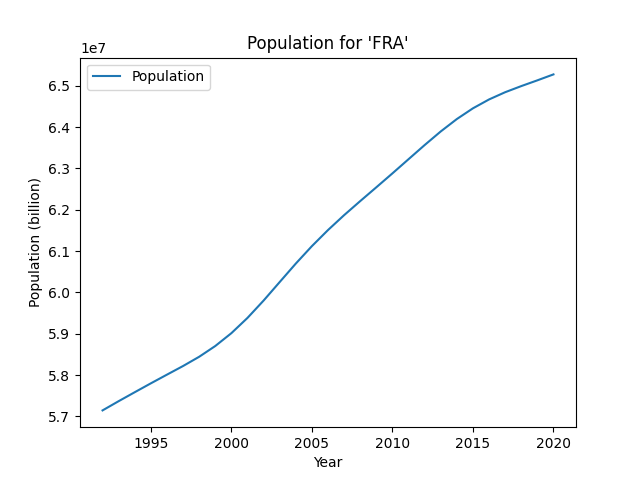 Population for 'FRA'
1e7
Population
6.5
6.4
6.3
6.2
6.1
6.0
5.9
5.8
5.7
Population (billion)
1995 2000 2005 2010 2015 2020
Year